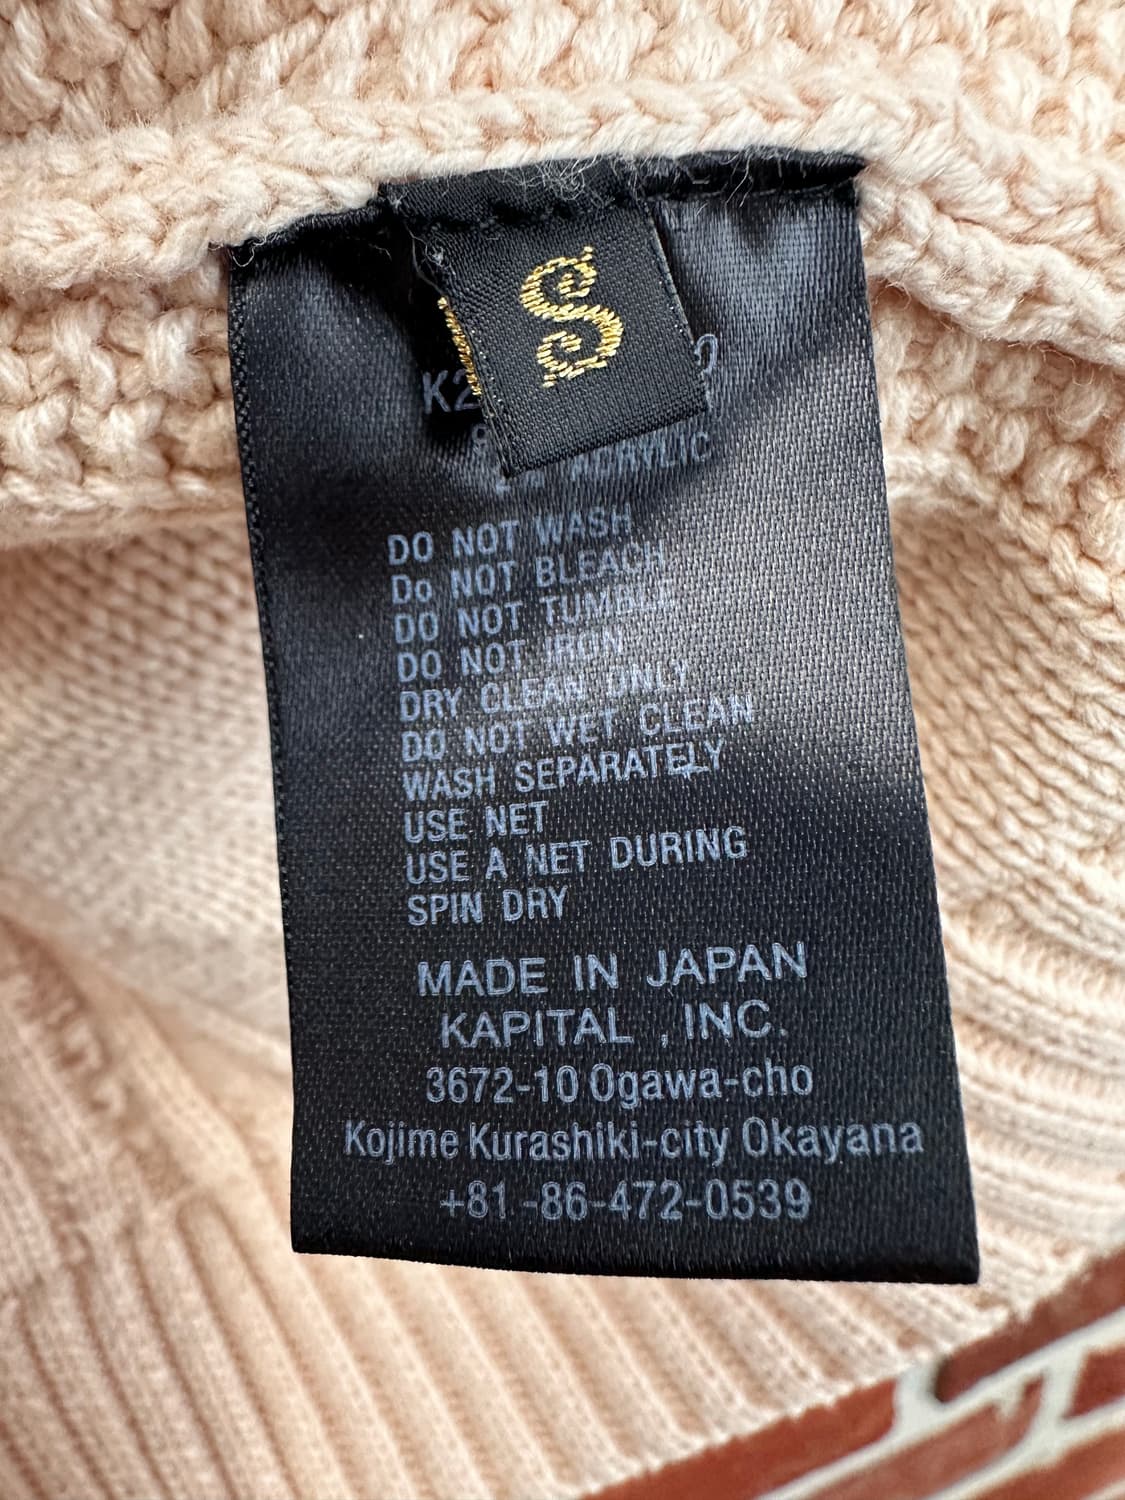 S
ACRYLIC
DO NOT WASH
Do NOT BLEACH
DO NOT TUMBLE
DO NOT IRON
DRY CLEAN ONLY
DO NOT WET CLEAN
WASH SEPARATELY
USE NET
USE A NET DURING
SPIN DRY
MADE IN JAPAN
KAPITAL , INC.
3672-10 Ogawa-cho
Kojime Kurashiki-city Okayana
+81-86-472-0539